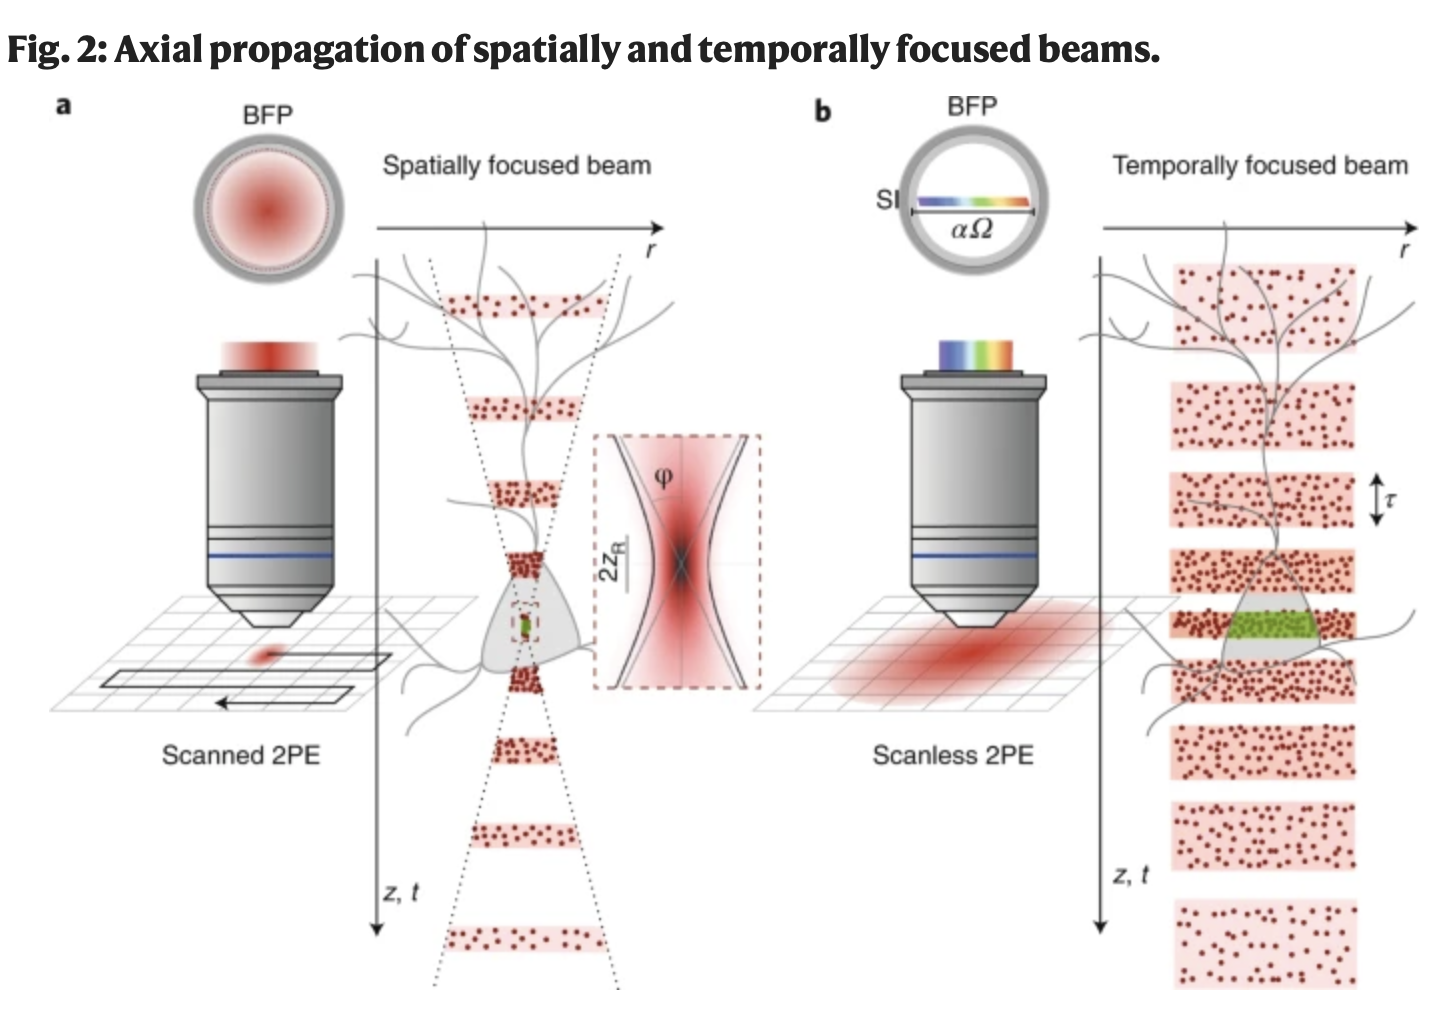 Fig. 2: Axial propagation of spatially and temporally focused beams.
a
BFP
Spatially focused beam
r
φ
2zR
Scanned 2PE
z, t
b
BFP
SI
αΩ
Temporally focused beam
r
τ
Scanless 2PE
z, t